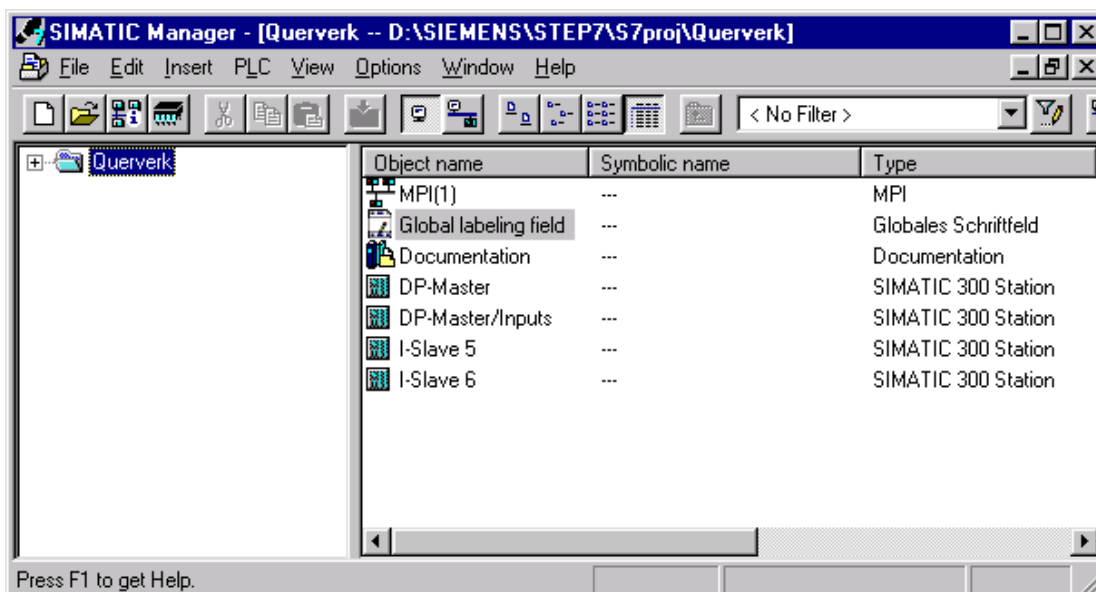 SIMATIC Manager - [Querverk -- D:\SIEMENS\STEP7\S7proj\Querverk]
File Edit Insert PLC View Options Window Help
< No Filter >
Querverk
Object name Symbolic name Type
MPI(1) --- MPI
Global labeling field --- Globales Schriftfeld
Documentation --- Documentation
DP-Master --- SIMATIC 300 Station
DP-Master/Inputs --- SIMATIC 300 Station
I-Slave 5 --- SIMATIC 300 Station
I-Slave 6 --- SIMATIC 300 Station
Press F1 to get Help.